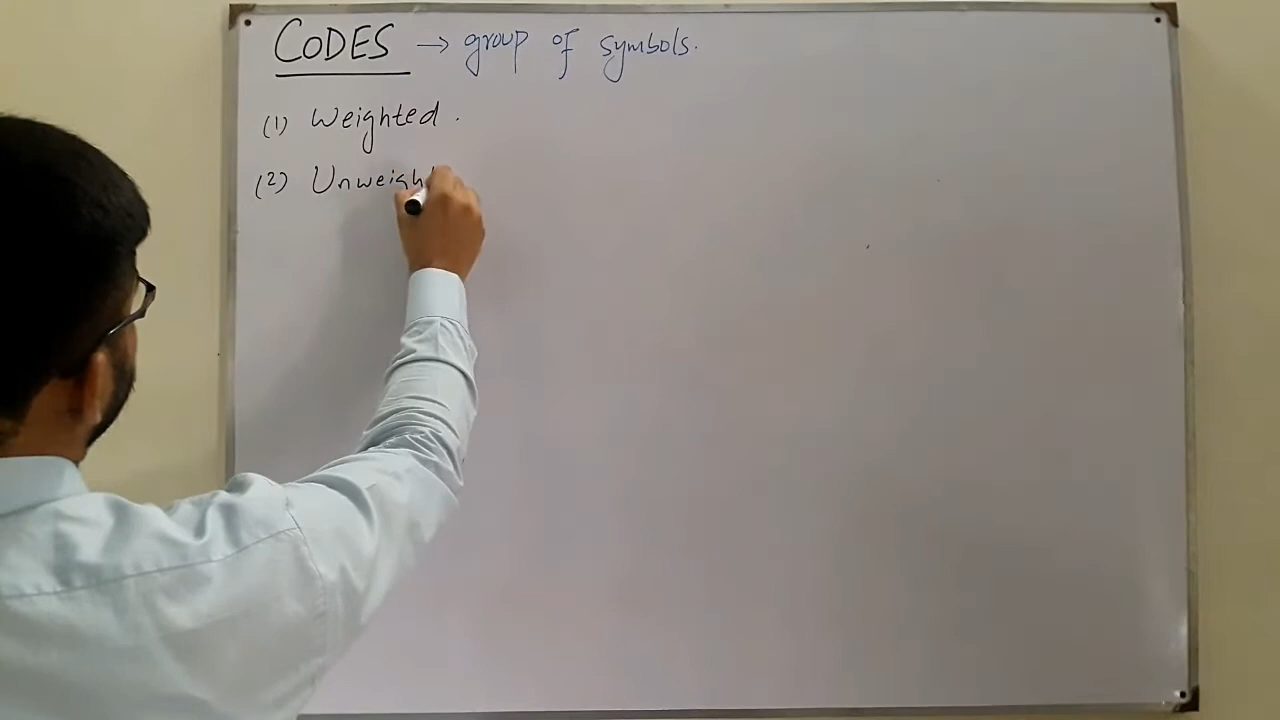 CODES → group of symbols.
(1) Weighted.
(2) Unweigh